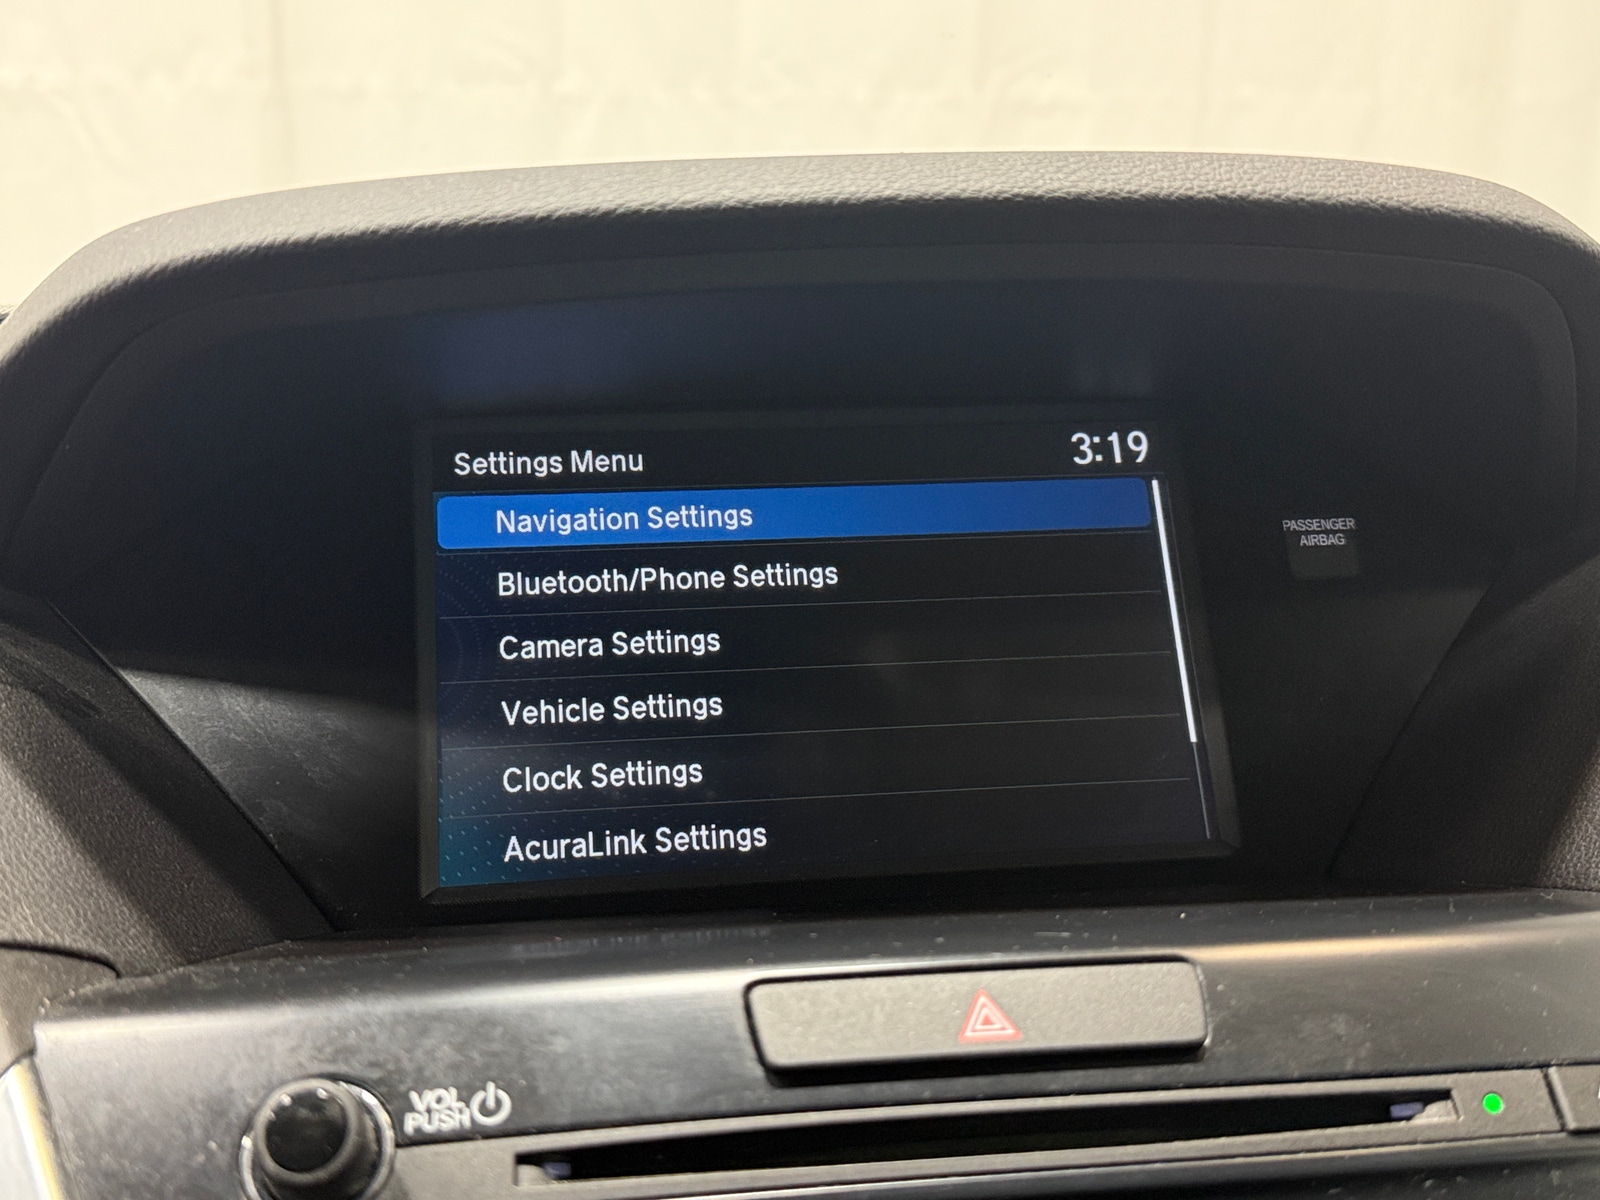 Settings Menu
3:19
Navigation Settings
Bluetooth/Phone Settings
Camera Settings
Vehicle Settings
Clock Settings
AcuraLink Settings
PASSENGER
AIRBAG
VOL
PUSH